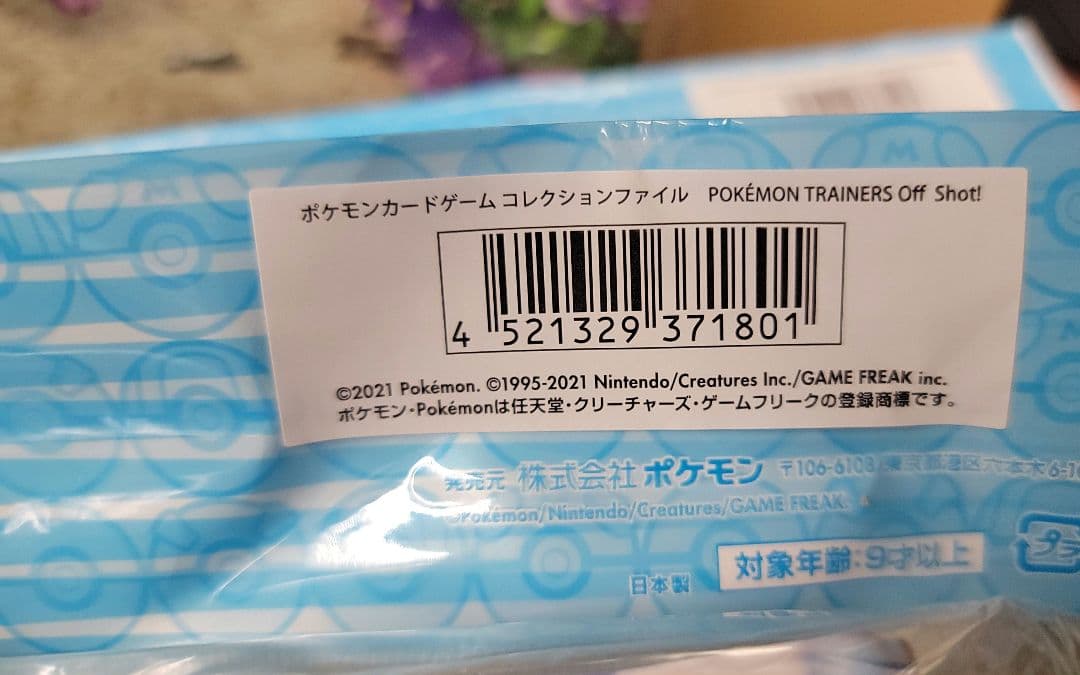 ポケモンカードゲーム コレクションファイル POKÉMON TRAINERS Off Shot!
4 521329 371801
©2021 Pokémon. ©1995-2021 Nintendo/Creatures Inc./GAME FREAK inc.
ポケモン・Pokémonは任天堂・クリーチャーズ・ゲームフリークの登録商標です。
発売元 株式会社ポケモン 〒106-6108 東京都港区六本木6-10
©Pokémon/Nintendo/Creatures/GAME FREAK.
日本製
対象年齢:9才以上
プラ